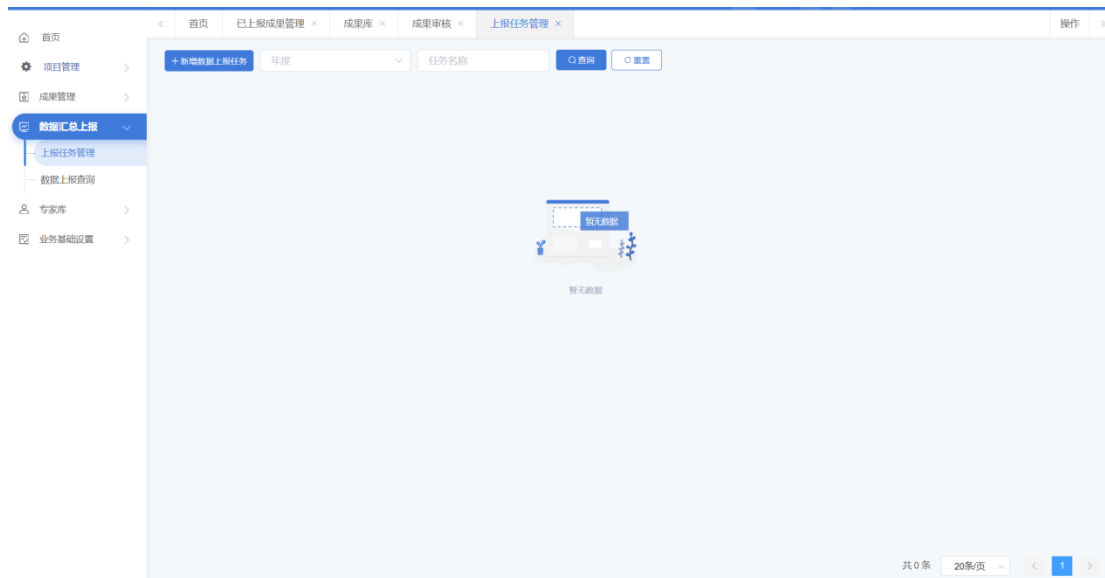 首页 已上报成果管理 × 成果库 × 成果审核 × 上报任务管理 × 操作
首页
项目管理
成果管理
数据汇总上报
上报任务管理
数据上报查询
专家库
业务基础设置
+新增数据上报任务 年度 任务名称 查询 重置
暂无数据
暂无数据
共 0 条 20条/页 1